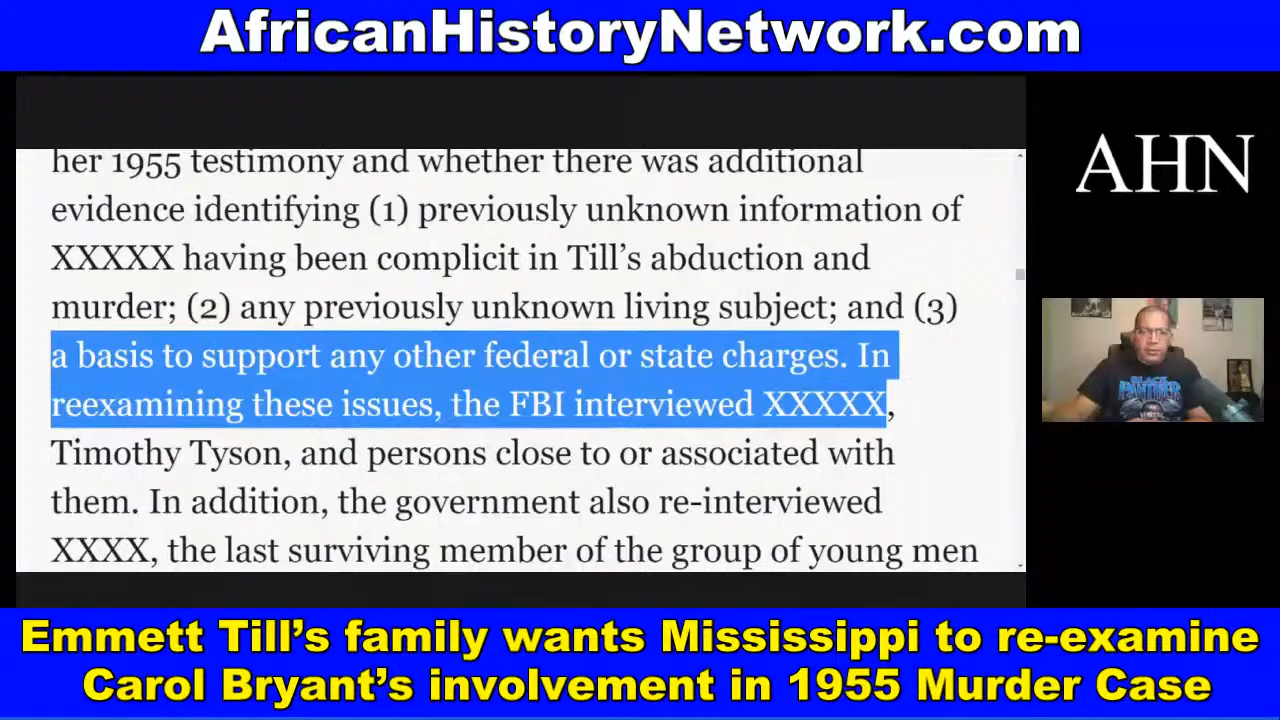 AfricanHistoryNetwork.com
her 1955 testimony and whether there was additional
evidence identifying (1) previously unknown information of
XXXXX having been complicit in Till’s abduction and
murder; (2) any previously unknown living subject; and (3)
a basis to support any other federal or state charges. In
reexamining these issues, the FBI interviewed XXXXX,
Timothy Tyson, and persons close to or associated with
them. In addition, the government also re-interviewed
XXXX, the last surviving member of the group of young men
AHN
BLACK
PANTHER
Emmett Till’s family wants Mississippi to re-examine
Carol Bryant’s involvement in 1955 Murder Case